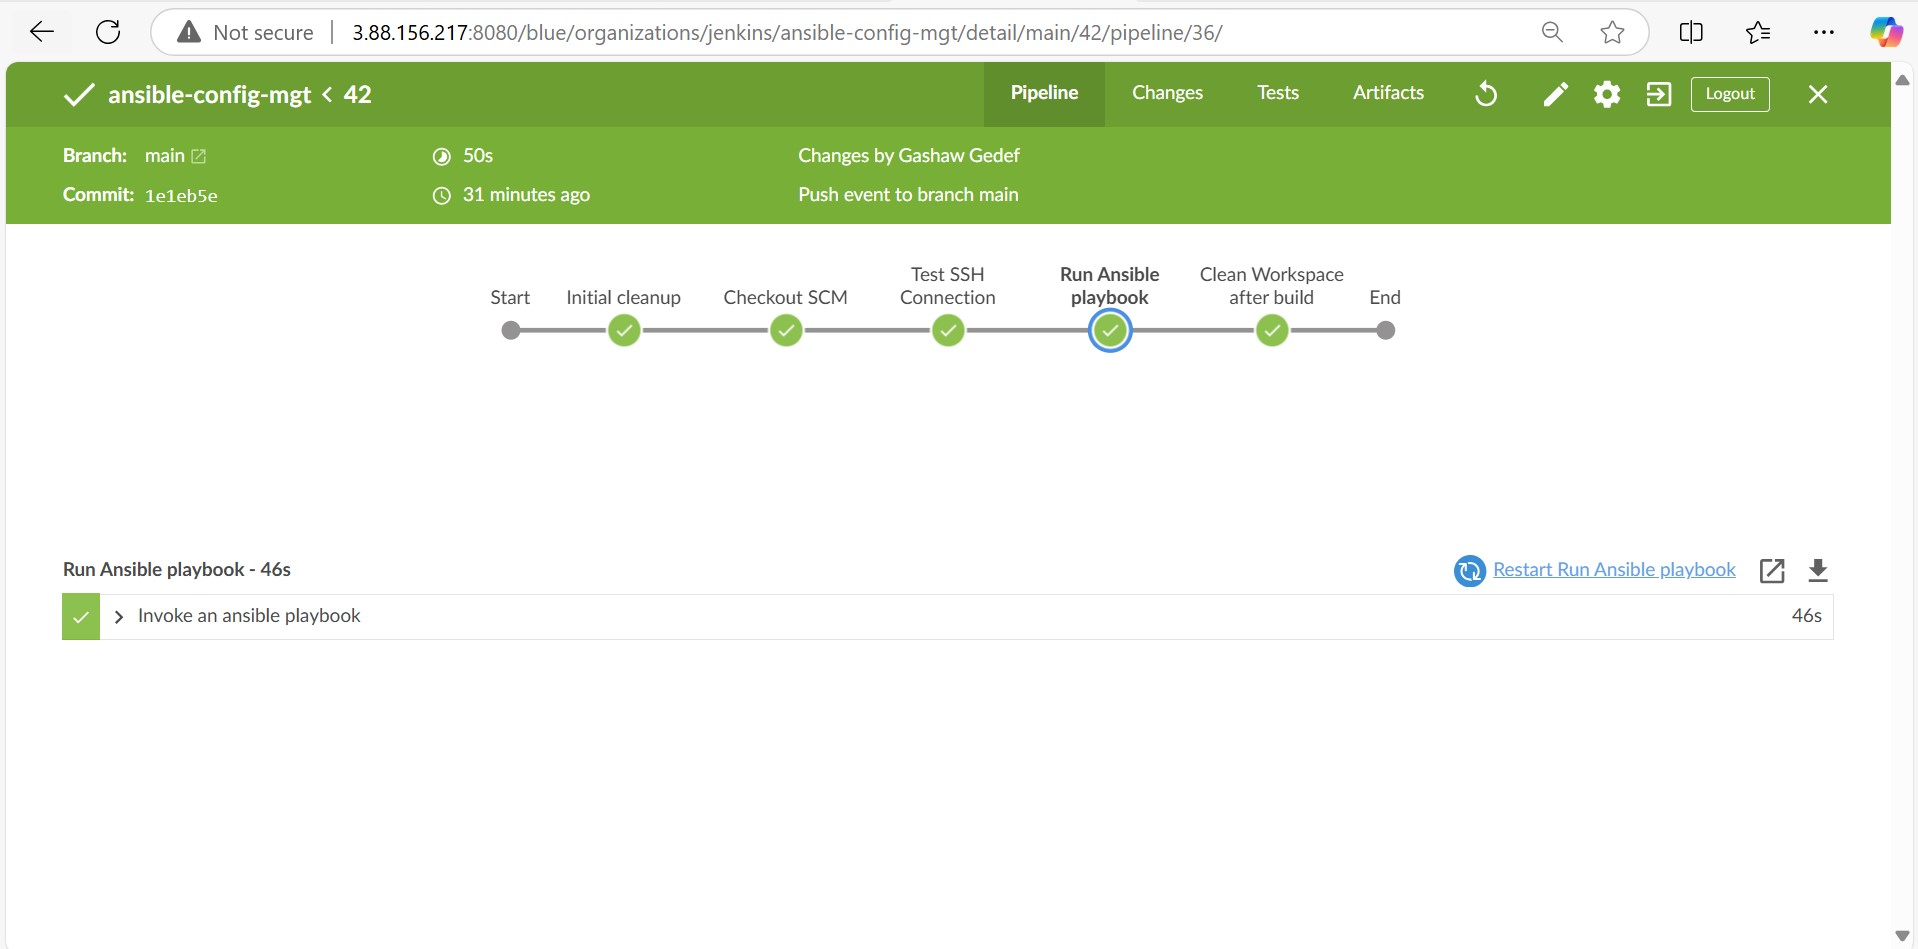 Not secure
3.88.156.217:8080/blue/organizations/jenkins/ansible-config-mgt/detail/main/42/pipeline/36/
ansible-config-mgt < 42
Pipeline
Changes
Tests
Artifacts
Logout
Branch: main
50s
Changes by Gashaw Gedef
Commit: 1e1eb5e
31 minutes ago
Push event to branch main
Start
Initial cleanup
Checkout SCM
Test SSH
Connection
Run Ansible
playbook
Clean Workspace
after build
End
Run Ansible playbook - 46s
Restart Run Ansible playbook
Invoke an ansible playbook
46s